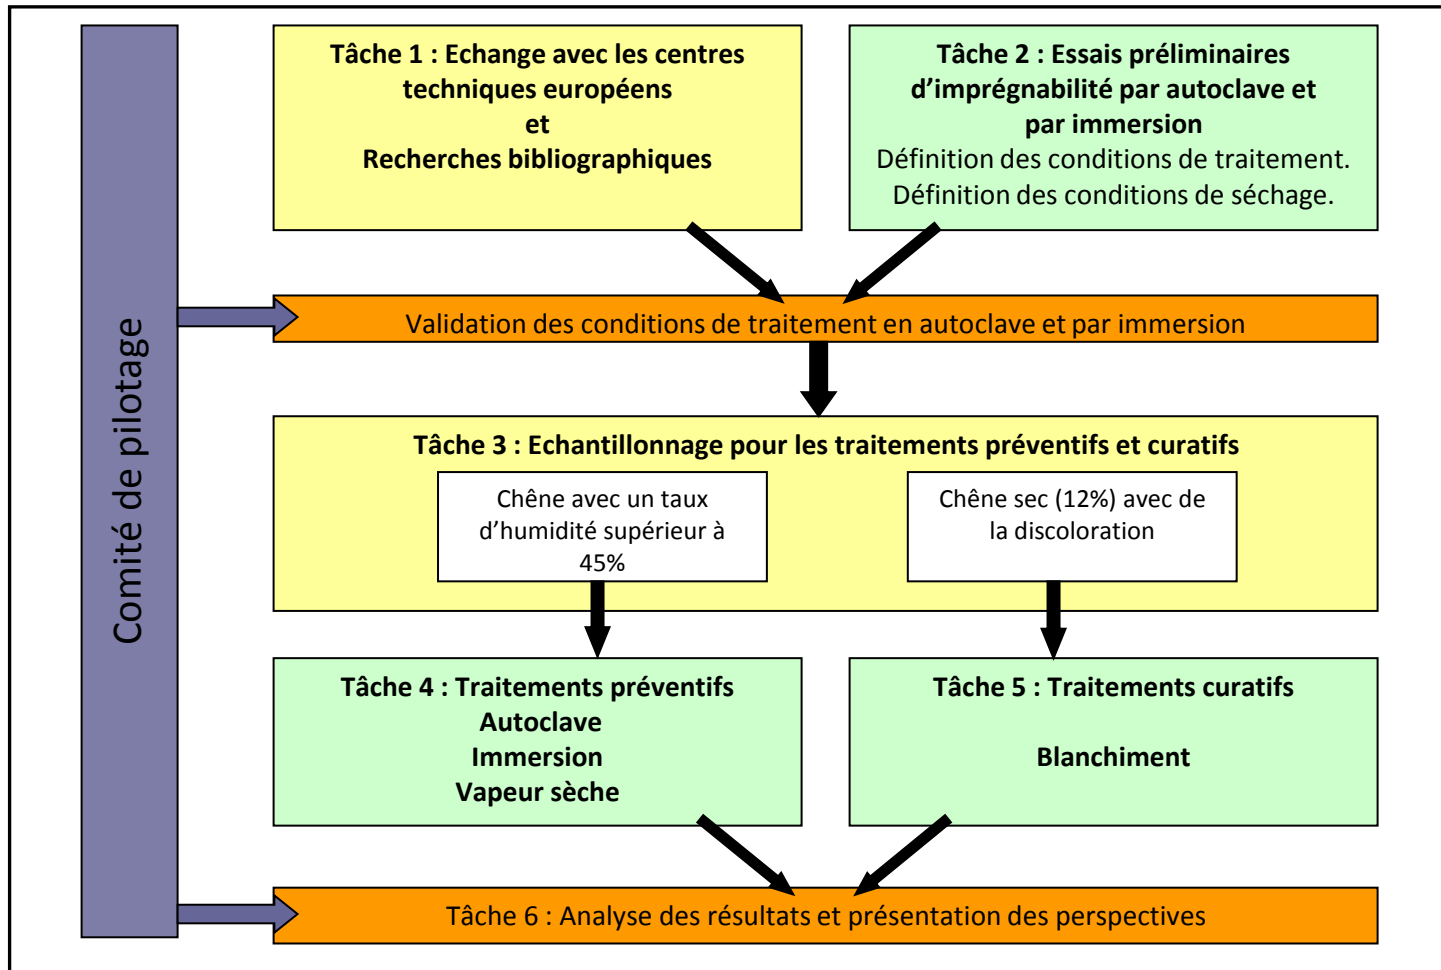 Comité de pilotage
Tâche 1 : Echange avec les centres
techniques européens
et
Recherches bibliographiques
Tâche 2 : Essais préliminaires
d’imprégnabilité par autoclave et
par immersion
Définition des conditions de traitement.
Définition des conditions de séchage.
Validation des conditions de traitement en autoclave et par immersion
Tâche 3 : Echantillonnage pour les traitements préventifs et curatifs
Chêne avec un taux
d’humidité supérieur à
45%
Chêne sec (12%) avec de
la discoloration
Tâche 4 : Traitements préventifs
Autoclave
Immersion
Vapeur sèche
Tâche 5 : Traitements curatifs
Blanchiment
Tâche 6 : Analyse des résultats et présentation des perspectives